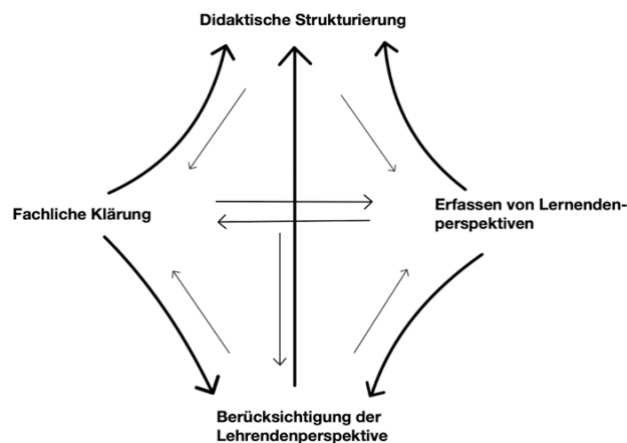 Didaktische Strukturierung
Fachliche Klärung
Erfassen von Lernenden-
perspektiven
Berücksichtigung der
Lehrendenperspektive